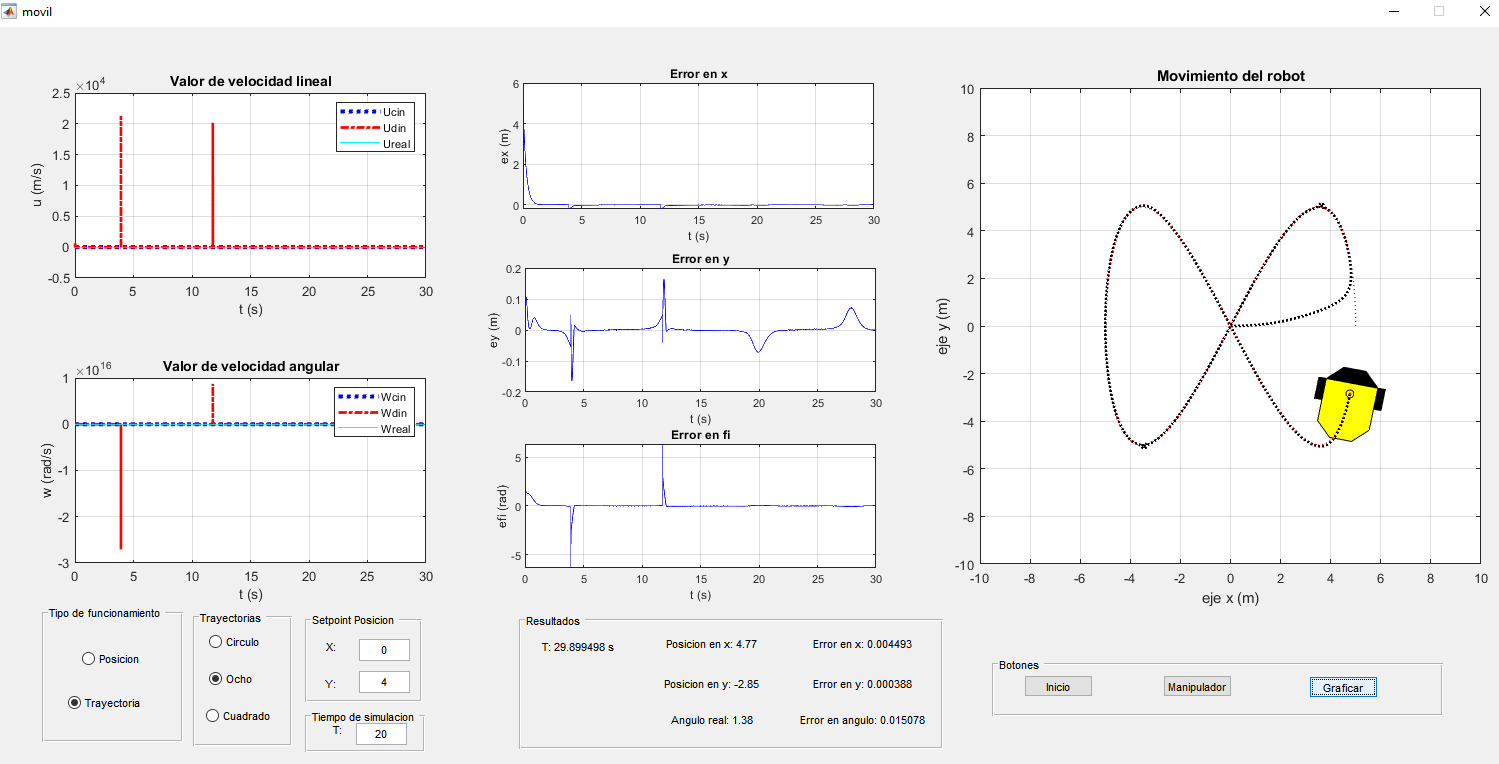 movil
Valor de velocidad lineal
×10^4
2.5
2
1.5
1
0.5
0
-0.5
u (m/s)
Ucin
Udin
Ureal
0 5 10 15 20 25 30
t (s)
Valor de velocidad angular
×10^16
1
0
-1
-2
-3
w (rad/s)
Wcin
Wdin
Wreal
0 5 10 15 20 25 30
t (s)
Error en x
6
4
2
0
ex (m)
0 5 10 15 20 25 30
t (s)
Error en y
0.2
0.1
0
-0.1
-0.2
ey (m)
0 5 10 15 20 25 30
t (s)
Error en fi
5
0
-5
efi (rad)
0 5 10 15 20 25 30
t (s)
Movimiento del robot
10
8
6
4
2
0
-2
-4
-6
-8
-10
eje y (m)
-10 -8 -6 -4 -2 0 2 4 6 8 10
eje x (m)
Tipo de funcionamiento
Posicion
Trayectoria
Trayectorias
Circulo
Ocho
Cuadrado
Setpoint Posicion
X: 0
Y: 4
Tiempo de simulacion
T: 20
Resultados
T: 29.899498 s
Posicion en x: 4.77
Error en x: 0.004493
Posicion en y: -2.85
Error en y: 0.000388
Angulo real: 1.38
Error en angulo: 0.015078
Botones
Inicio
Manipulador
Graficar